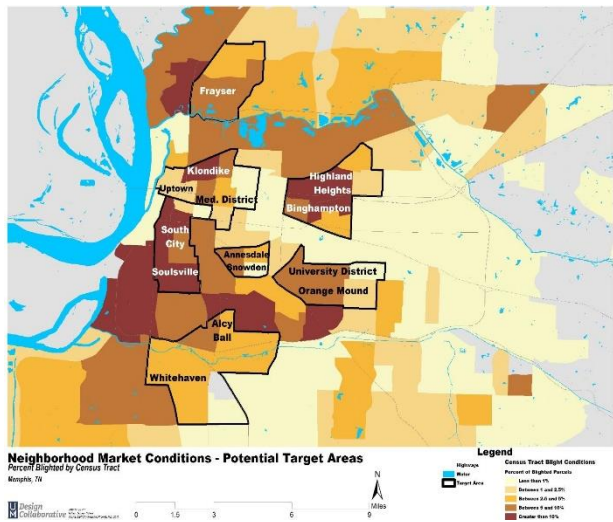 Frayser
Klondike
Uptown
Med. District
Highland
Heights
Binghampton
South
City
Soulsville
Annesdale
Snowden
University District
Orange Mound
Alcy
Ball
Whitehaven
Neighborhood Market Conditions - Potential Target Areas
Percent Blighted by Census Tract
Memphis, TN
Design
Collaborative
0 1.5 3 6 9
Miles
N
Legend
Highways
Water
Target Area
Census Tract Blight Conditions
Percent of Blighted Parcels
Less than 1%
Between 1 and 2.5%
Between 2.5 and 5%
Between 5 and 10%
Greater than 10%